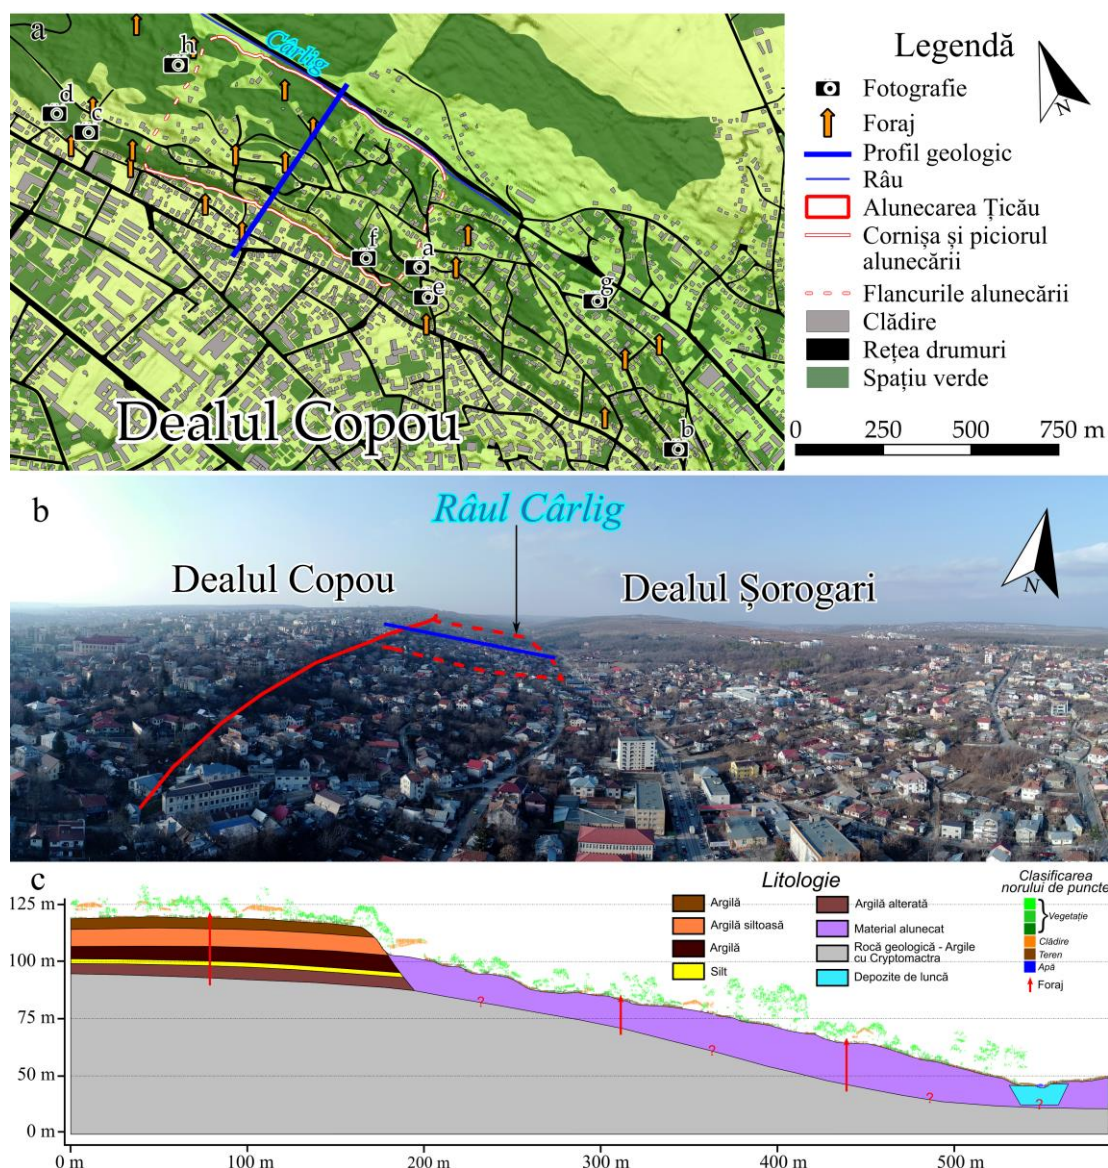 a
h
Cârlig
d
c
f
a
e
g
b
Dealul Copou
Legendă
Fotografie
Foraj
Profil geologic
Râu
Alunecarea Țicău
Cornișa și piciorul
alunecării
Flancurile alunecării
Clădire
Rețea drumuri
Spațiu verde
N
0 250 500 750 m
b
Râul Cârlig
Dealul Copou
Dealul Șorogari
N
c
Litologie
Argilă
Argilă siltoasă
Argilă
Silt
Argilă alterată
Material alunecat
Rocă geologică - Argile
cu Cryptomactra
Depozite de luncă
Clasificarea
norului de puncte
Vegetație
Clădire
Teren
Apă
Foraj
125 m
100 m
75 m
50 m
0 m
? ? ? ?
0 m 100 m 200 m 300 m 400 m 500 m